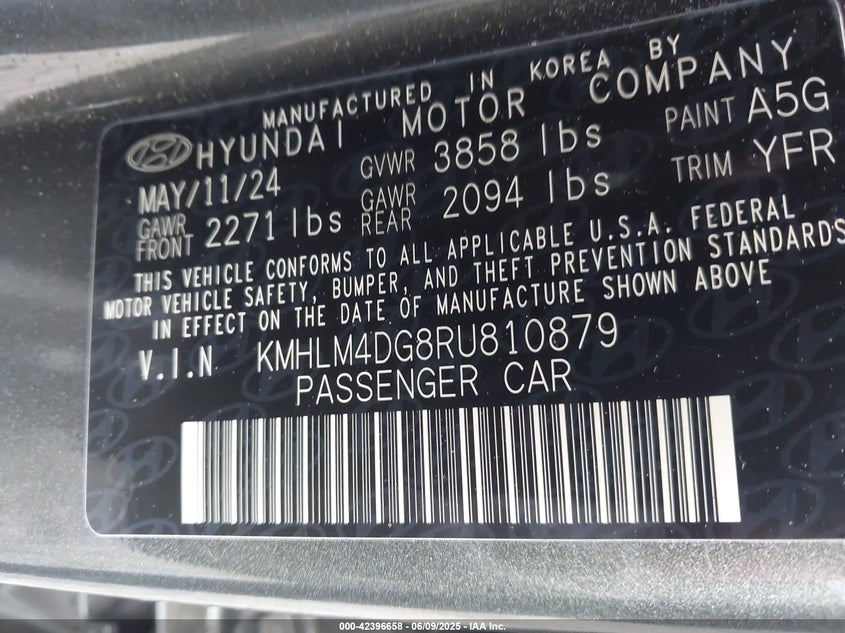 MANUFACTURED IN KOREA BY
HYUNDAI MOTOR COMPANY
MAY/11/24 GVWR 3858 lbs PAINT A5G
GAWR FRONT 2271 lbs GAWR REAR 2094 lbs TRIM YFR
THIS VEHICLE CONFORMS TO ALL APPLICABLE U.S.A. FEDERAL
MOTOR VEHICLE SAFETY, BUMPER, AND THEFT PREVENTION STANDARDS
IN EFFECT ON THE DATE OF MANUFACTURE SHOWN ABOVE
V.I.N KMHLM4DG8RU810879
PASSENGER CAR
000-42396658 - 06/09/2025 - IAA Inc.